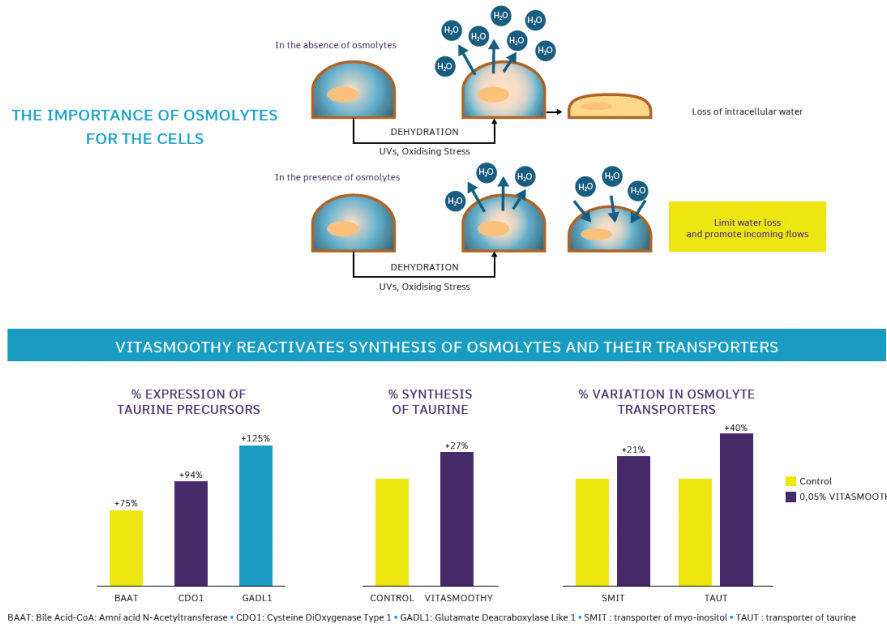 In the absence of osmolytes
H₂O
H₂O
H₂O
H₂O
H₂O
H₂O
H₂O
THE IMPORTANCE OF OSMOLYTES
FOR THE CELLS
Loss of intracellular water
DEHYDRATION
UVs, Oxidising Stress
In the presence of osmolytes
H₂O
H₂O
H₂O
H₂O
H₂O
H₂O
Limit water loss
and promote incoming flows
DEHYDRATION
UVs, Oxidising Stress
VITASMOOTHY REACTIVATES SYNTHESIS OF OSMOLYTES AND THEIR TRANSPORTERS
% EXPRESSION OF
TAURINE PRECURSORS
+75%
+94%
+125%
BAAT
CDO1
GADL1
% SYNTHESIS
OF TAURINE
+27%
CONTROL
VITASMOOTHY
% VARIATION IN OSMOLYTE
TRANSPORTERS
+21%
+40%
SMIT
TAUT
Control
0,05% VITASMOOTH
BAAT: Bile Acid-CoA: Amni acid N-Acetyltransferase • CDO1: Cysteine DiOxygenase Type 1 • GADL1: Glutamate Deacraboxylase Like 1 • SMIT : transporter of myo-inositol • TAUT : transporter of taurine